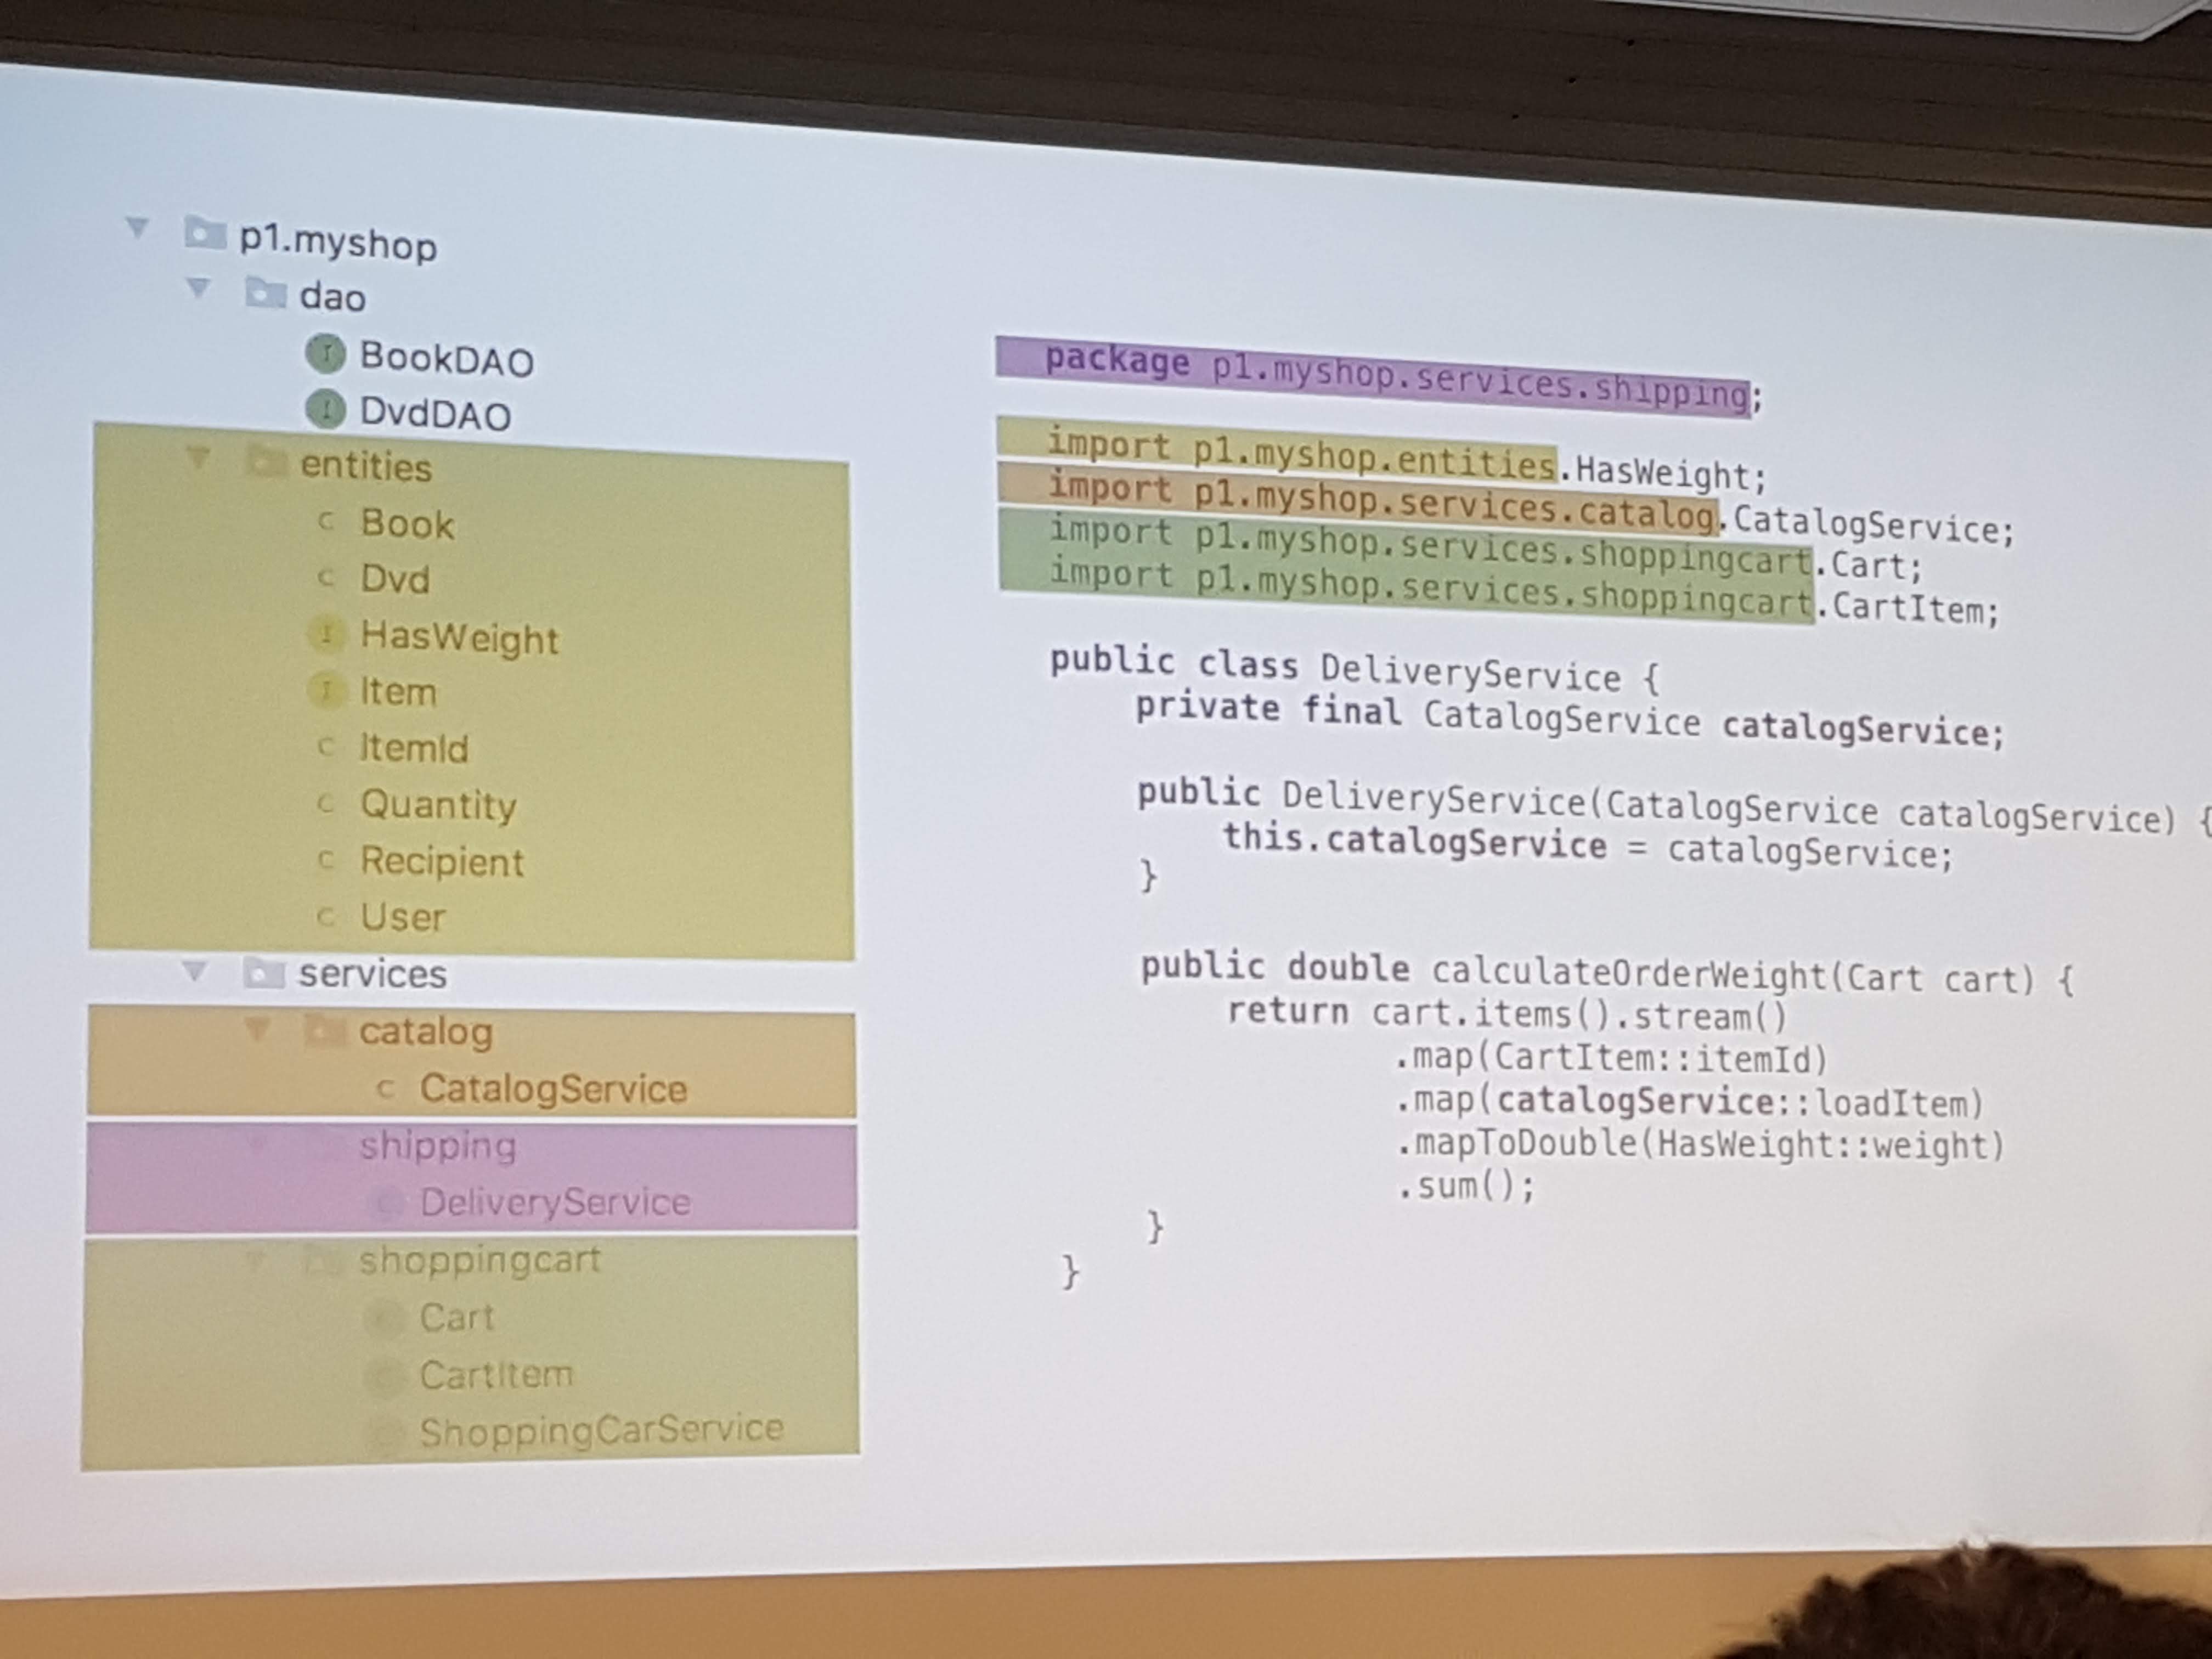 p1.myshop
dao
BookDAO
DvdDAO
entities
Book
Dvd
HasWeight
Item
ItemId
Quantity
Recipient
User
services
catalog
CatalogService
shipping
DeliveryService
shoppingcart
Cart
CartItem
ShoppingCarService
package p1.myshop.services.shipping;
import p1.myshop.entities.HasWeight;
import p1.myshop.services.catalog.CatalogService;
import p1.myshop.services.shoppingcart.Cart;
import p1.myshop.services.shoppingcart.CartItem;
public class DeliveryService {
private final CatalogService catalogService;
public DeliveryService(CatalogService catalogService) {
this.catalogService = catalogService;
}
public double calculateOrderWeight(Cart cart) {
return cart.items().stream()
.map(CartItem::itemId)
.map(catalogService::loadItem)
.mapToDouble(HasWeight::weight)
.sum();
}
}